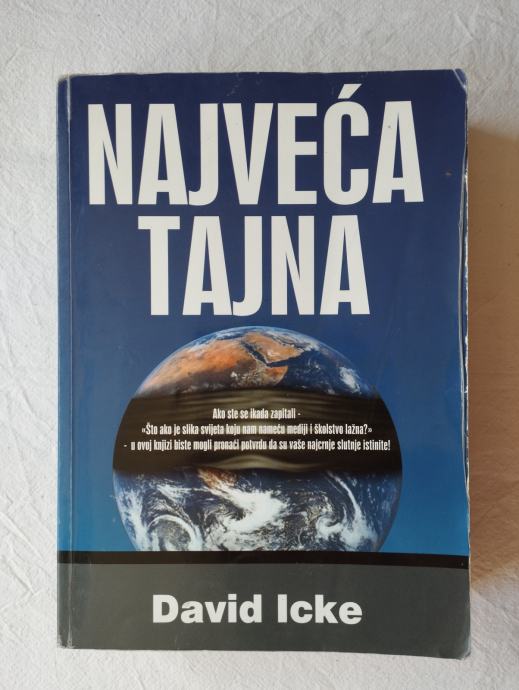 NAJVEĆA
TAJNA
Ako ste se ikada zapitali -
«Što ako je slika svijeta koju nam nameću mediji i školstvo lažna?»
- u ovoj knjizi biste mogli pronaći potvrdu da su vaše najcrnje slutnje istinite!
David Icke